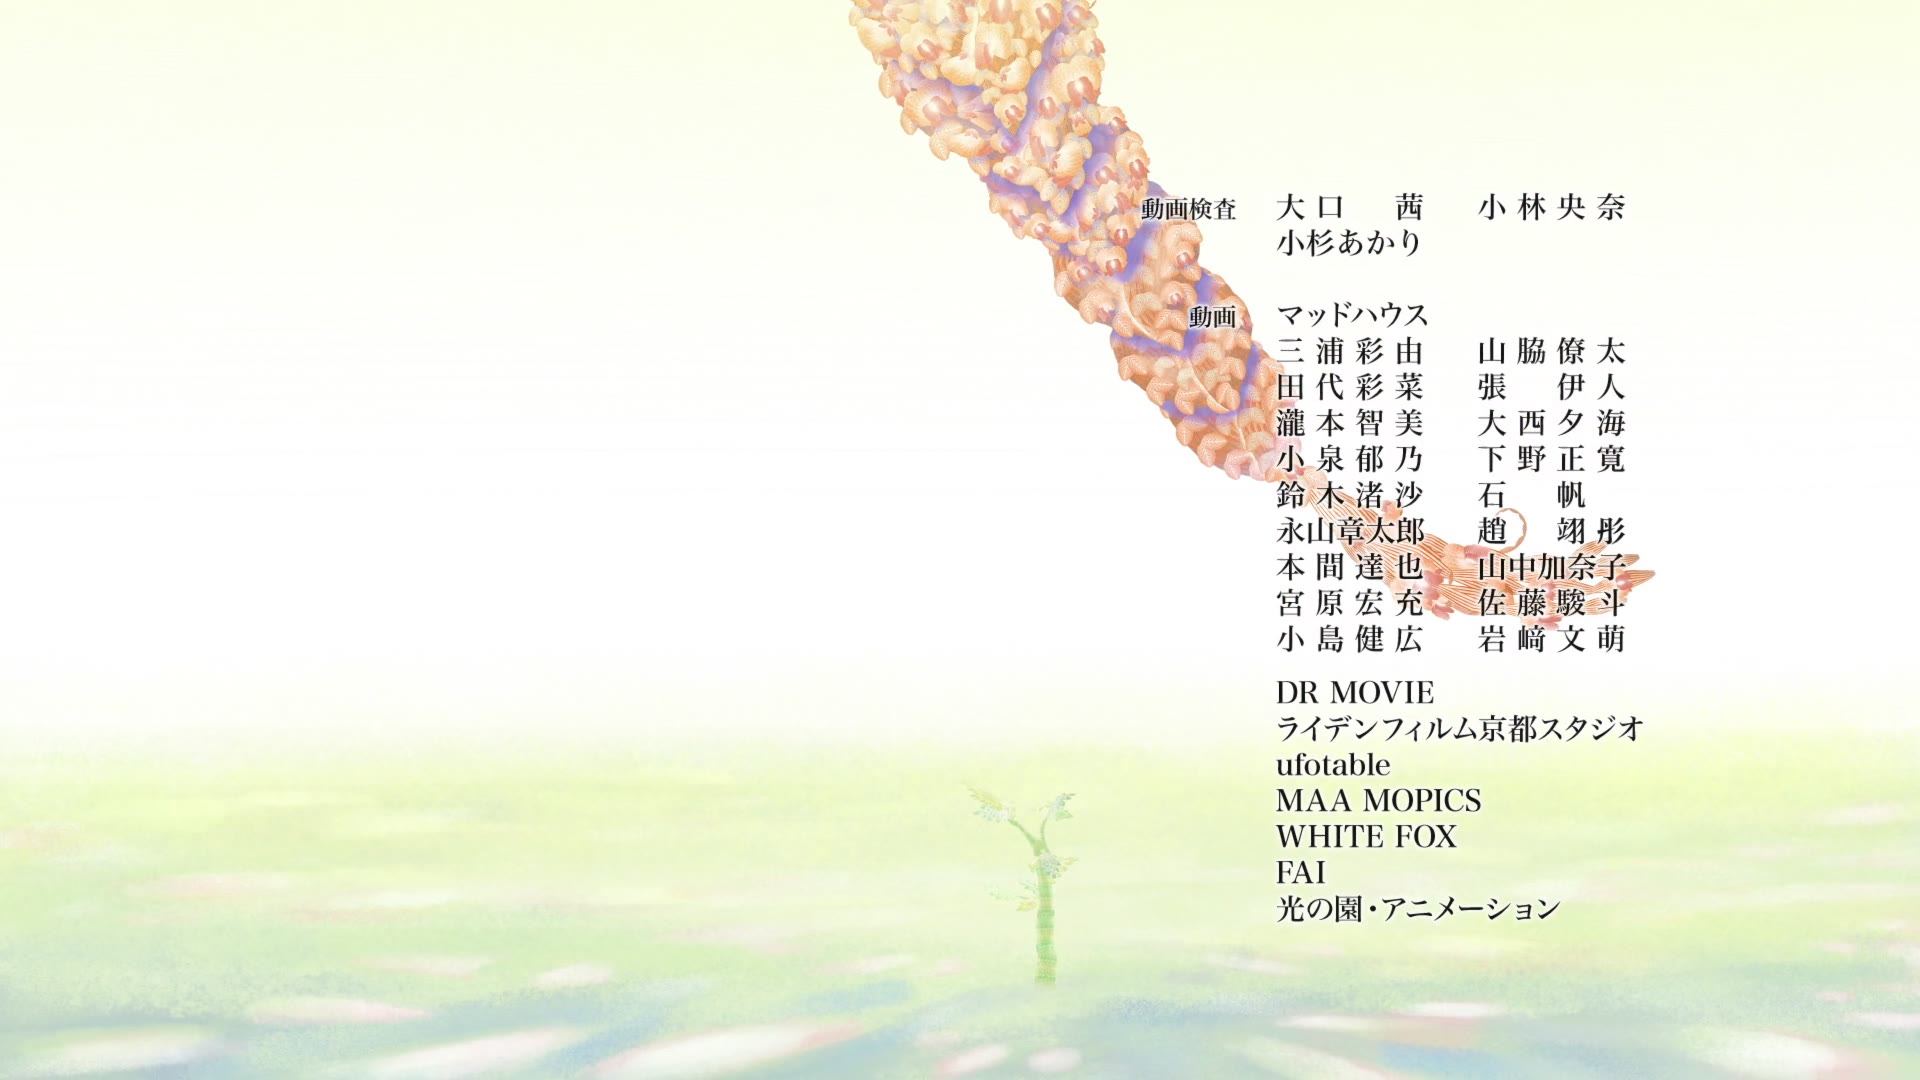 動画検査 大口 茜 小林央奈
小杉あかり
動画 マッドハウス
三浦彩由 山脇僚太
田代彩菜 張 伊人
瀧本智美 大西夕海
小泉郁乃 下野正寛
鈴木渚沙 石 帆
永山章太郎 趙 翊彤
本間達也 山中加奈子
宮原宏充 佐藤駿斗
小島健広 岩﨑文萌
DR MOVIE
ライデンフィルム京都スタジオ
ufotable
MAA MOPICS
WHITE FOX
FAI
光の園・アニメーション